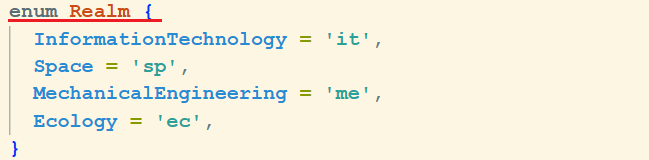 enum Realm {
InformationTechnology = 'it',
Space = 'sp',
MechanicalEngineering = 'me',
Ecology = 'ec',
}